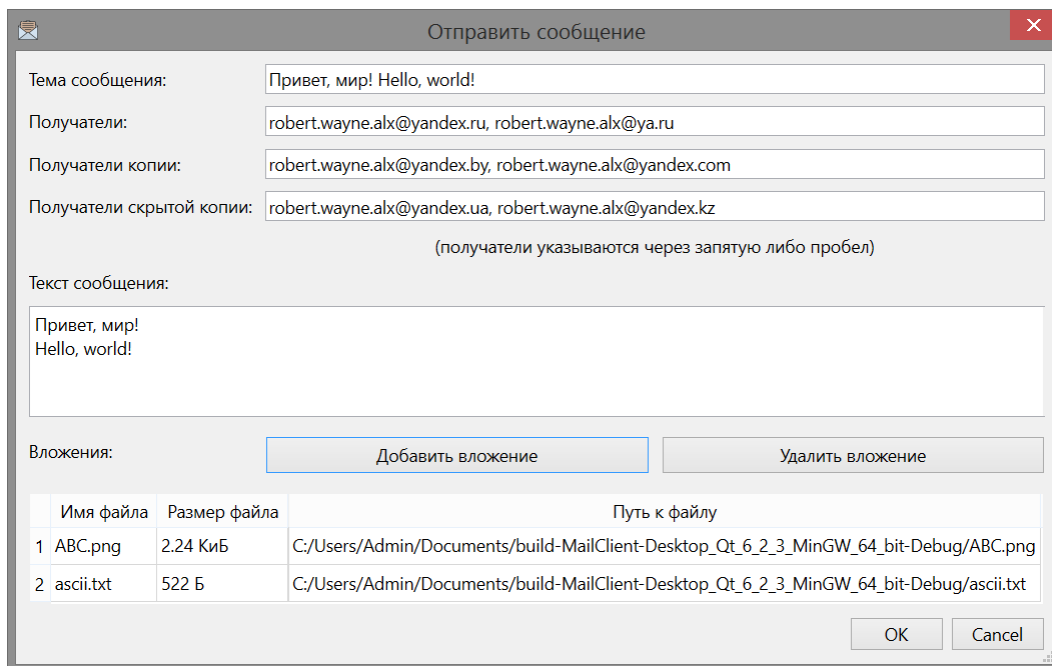 Отправить сообщение
Тема сообщения: Привет, мир! Hello, world!
Получатели: robert.wayne.alx@yandex.ru, robert.wayne.alx@ya.ru
Получатели копии: robert.wayne.alx@yandex.by, robert.wayne.alx@yandex.com
Получатели скрытой копии: robert.wayne.alx@yandex.ua, robert.wayne.alx@yandex.kz
(получатели указываются через запятую либо пробел)
Текст сообщения:
Привет, мир!
Hello, world!
Вложения: Добавить вложение Удалить вложение
Имя файла Размер файла Путь к файлу
1 ABC.png 2.24 КиБ C:/Users/Admin/Documents/build-MailClient-Desktop_Qt_6_2_3_MinGW_64_bit-Debug/ABC.png
2 ascii.txt 522 Б C:/Users/Admin/Documents/build-MailClient-Desktop_Qt_6_2_3_MinGW_64_bit-Debug/ascii.txt
OK Cancel